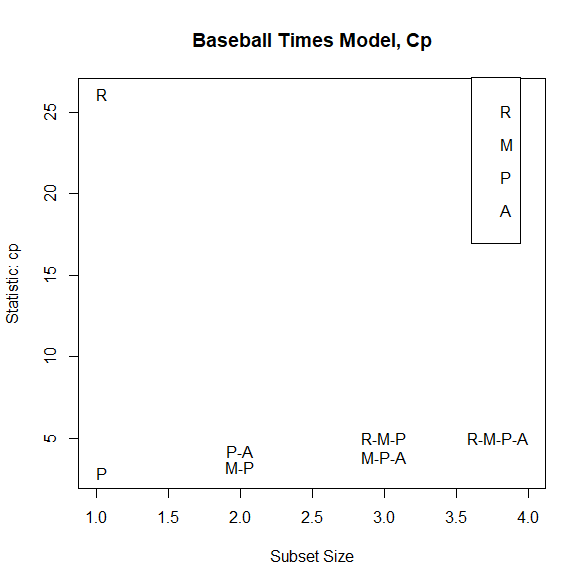 Baseball Times Model, Cp
Statistic: cp
25
20
15
10
5
R
P
P-A
M-P
R-M-P
M-P-A
R-M-P-A
R
M
P
A
1.0 1.5 2.0 2.5 3.0 3.5 4.0
Subset Size